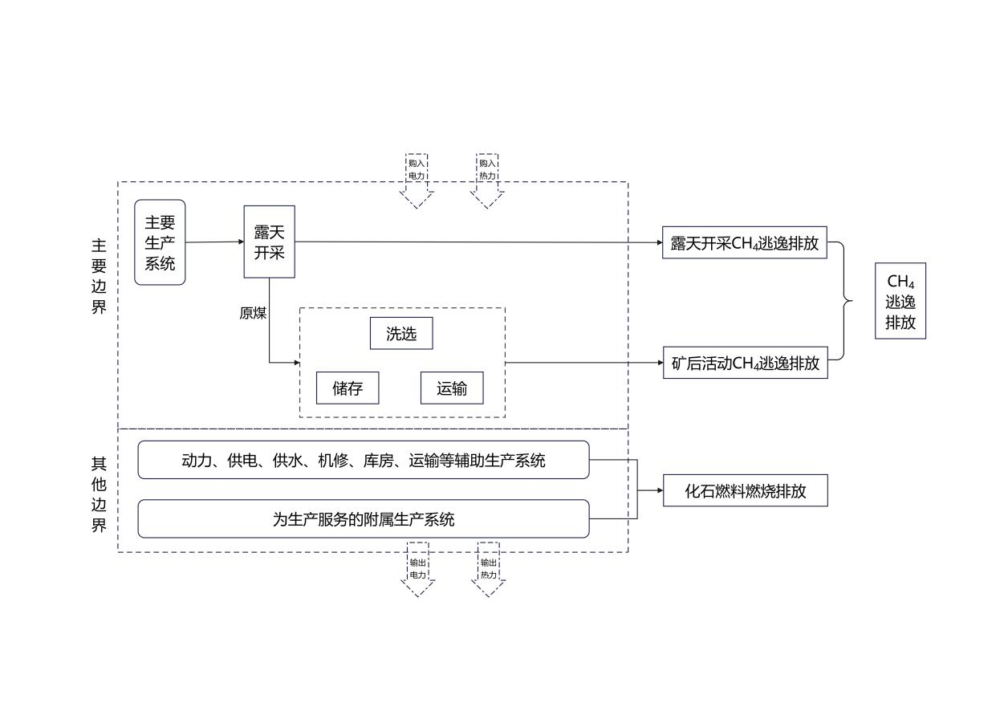 购入
电力
购入
热力
主要边界
主要
生产
系统
露天
开采
露天开采CH₄逃逸排放
CH₄
逃逸
排放
原煤
洗选
储存
运输
矿后活动CH₄逃逸排放
其他边界
动力、供电、供水、机修、库房、运输等辅助生产系统
化石燃料燃烧排放
为生产服务的附属生产系统
输出
电力
输出
热力